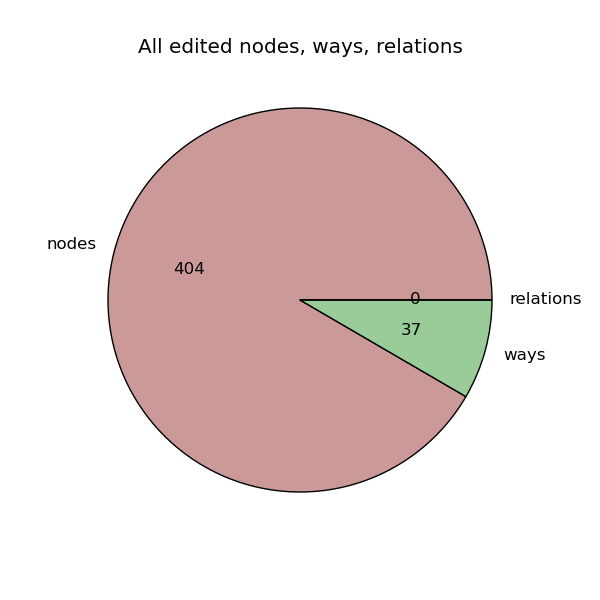 All edited nodes, ways, relations
nodes
404
0
relations
37
ways